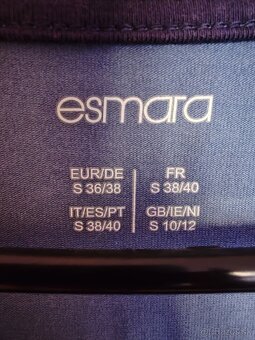 esmara
EUR/DE FR
S 36/38 S 38/40
IT/ES/PT GB/IE/NI
S 38/40 S 10/12